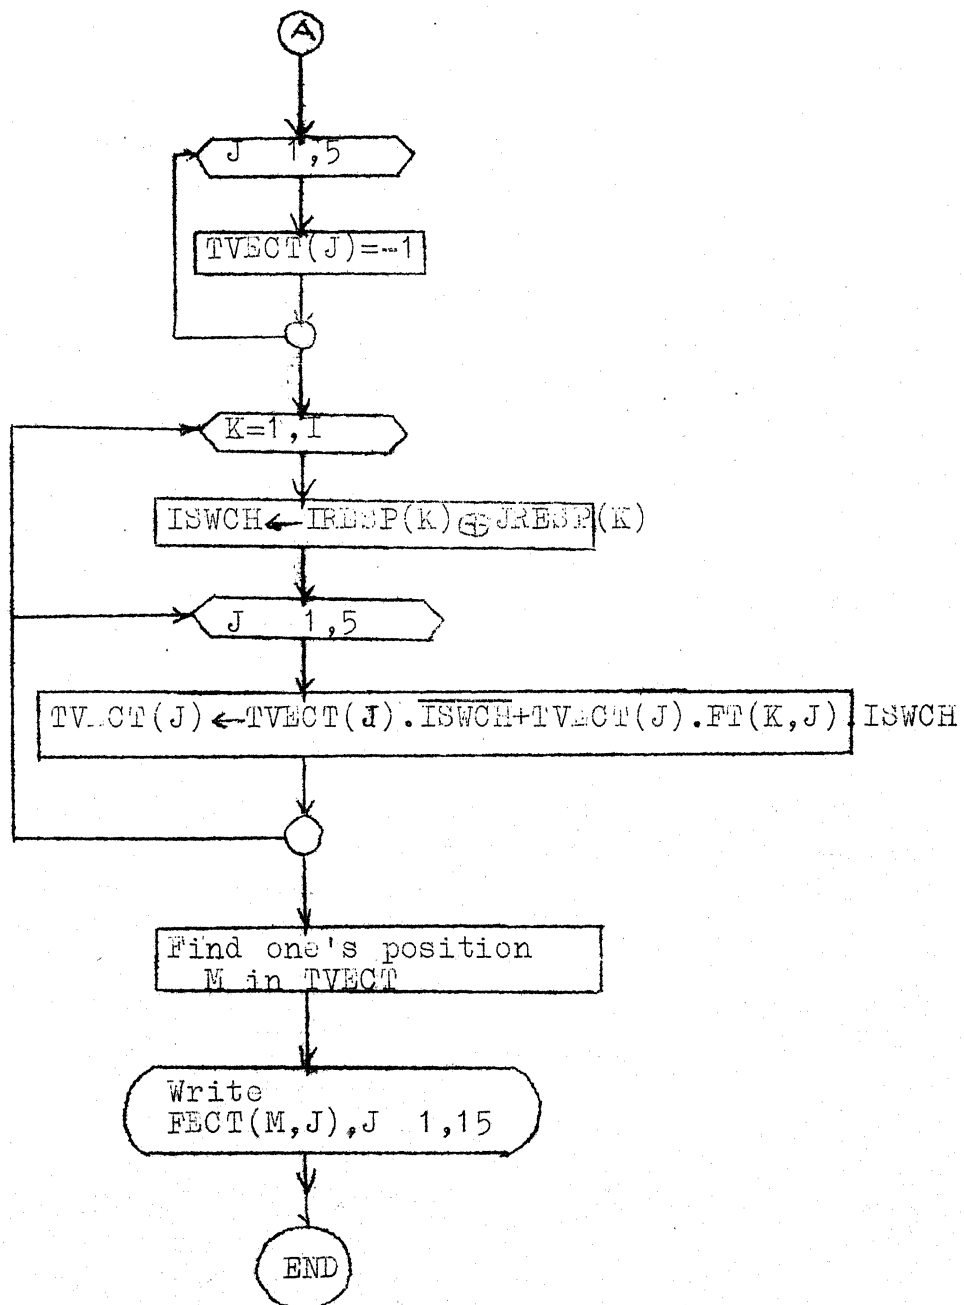 A
J 1,5
TVECT(J)=-1
K=1,I
ISWCH←IRESP(K)⊕JRESP(K)
J 1,5
TVECT(J)←TVECT(J).I̅S̅W̅C̅H̅+TVECT(J).FT(K,J).ISWCH
Find one's position
M in TVECT
Write
FECT(M,J),J 1,15
END